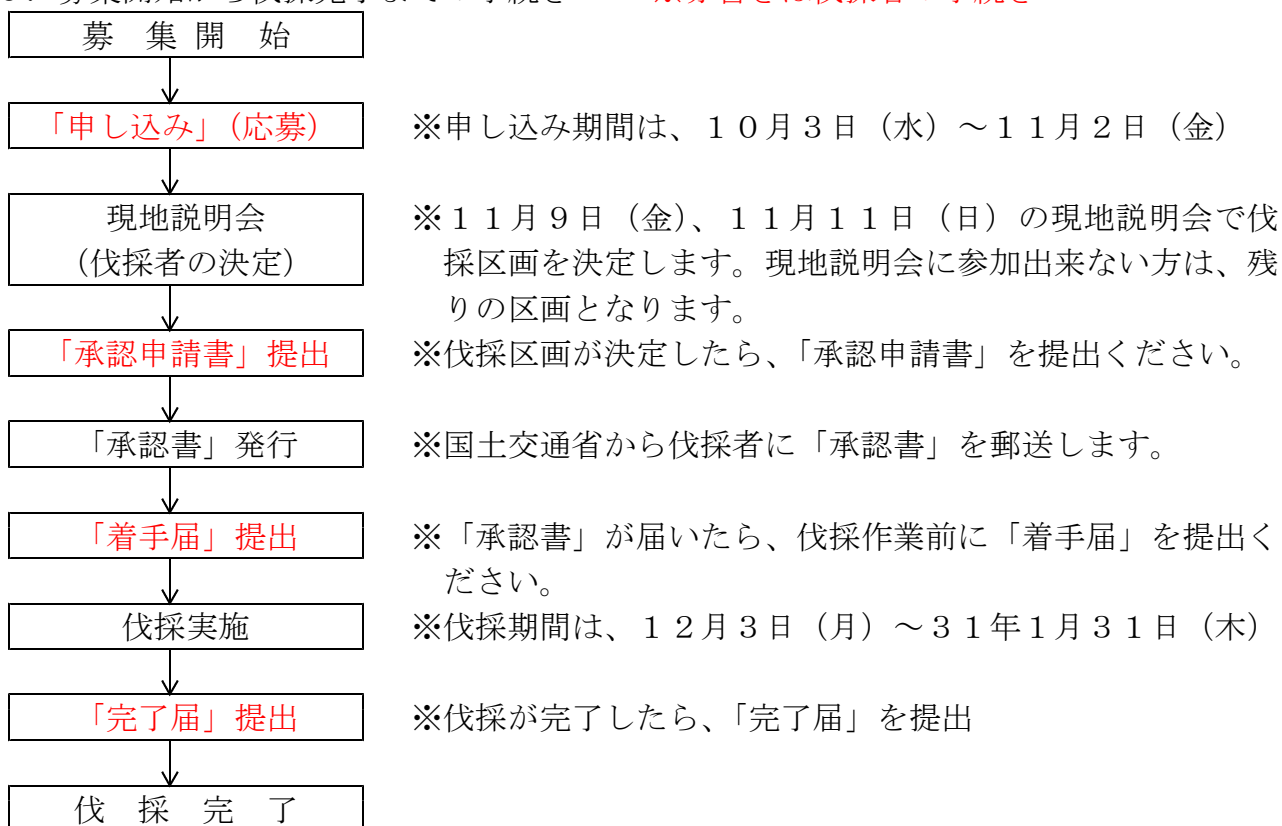 募集開始
「申し込み」(応募)
※申し込み期間は、10月3日(水)~11月2日(金)
現地説明会
(伐採者の決定)
※11月9日(金)、11月11日(日)の現地説明会で伐
採区画を決定します。現地説明会に参加出来ない方は、残
りの区画となります。
「承認申請書」提出
※伐採区画が決定したら、「承認申請書」を提出ください。
「承認書」発行
※国土交通省から伐採者に「承認書」を郵送します。
「着手届」提出
※「承認書」が届いたら、伐採作業前に「着手届」を提出く
ださい。
伐採実施
※伐採期間は、12月3日(月)~31年1月31日(木)
「完了届」提出
※伐採が完了したら、「完了届」を提出
伐採完了